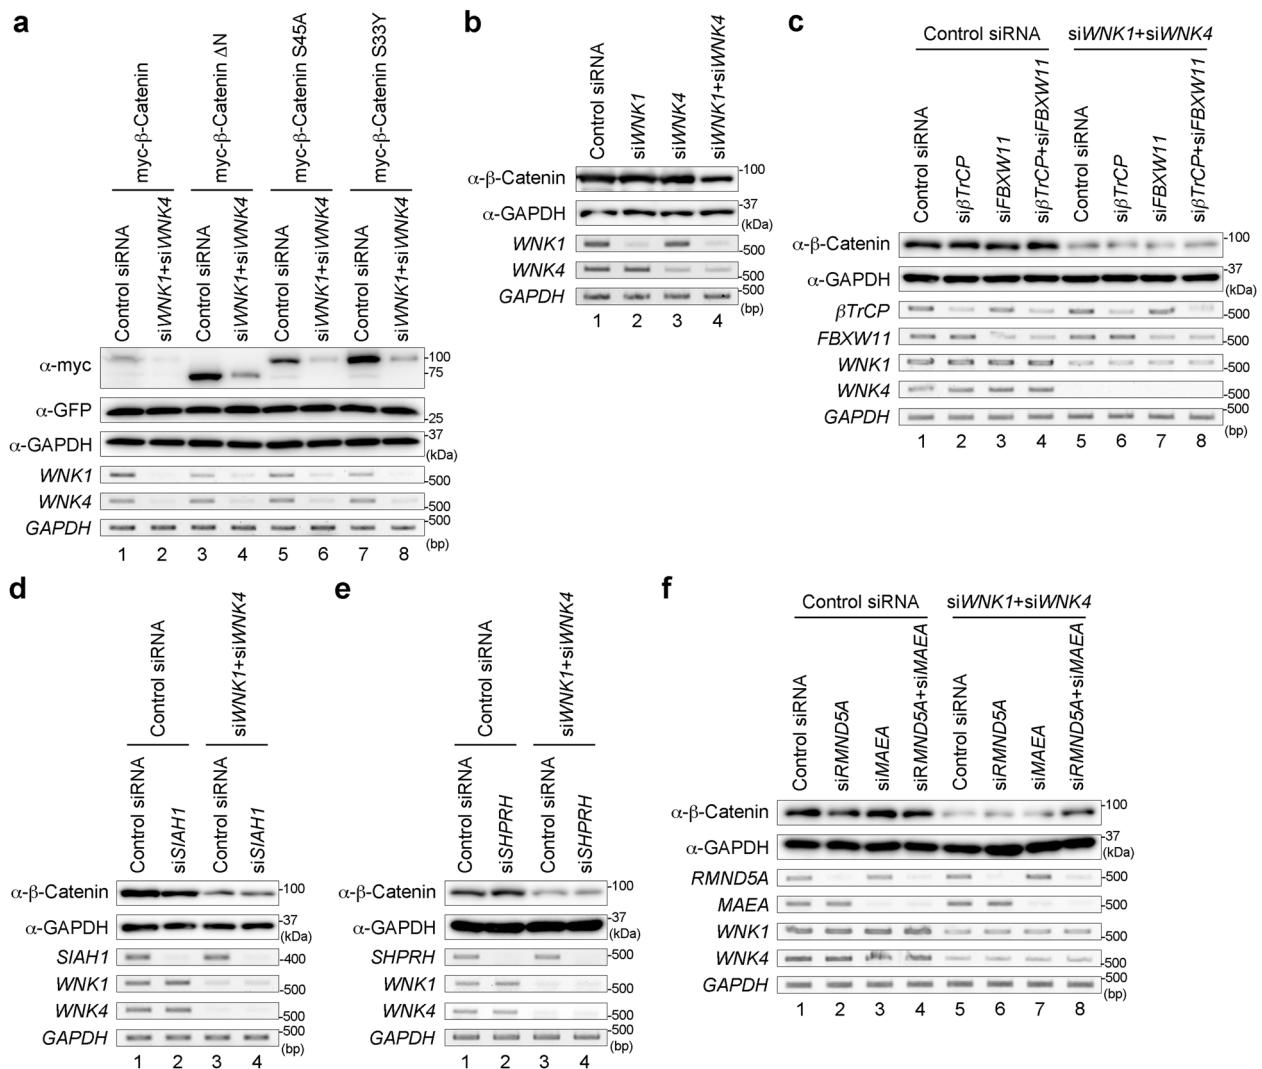 a
myc-β-Catenin
myc-β-Catenin ΔN
myc-β-Catenin S45A
myc-β-Catenin S33Y
Control siRNA
siWNK1+siWNK4
Control siRNA
siWNK1+siWNK4
Control siRNA
siWNK1+siWNK4
Control siRNA
siWNK1+siWNK4
α-myc
-100
-75
α-GFP
-25
α-GAPDH
-37
(kDa)
WNK1
-500
WNK4
-500
GAPDH
-500
(bp)
1 2 3 4 5 6 7 8
b
Control siRNA
siWNK1
siWNK4
siWNK1+siWNK4
α-β-Catenin
-100
α-GAPDH
-37
(kDa)
WNK1
-500
WNK4
-500
GAPDH
-500
(bp)
1 2 3 4
c
Control siRNA siWNK1+siWNK4
Control siRNA
siβTrCP
siFBXW11
siβTrCP+siFBXW11
Control siRNA
siβTrCP
siFBXW11
siβTrCP+siFBXW11
α-β-Catenin
-100
α-GAPDH
-37
(kDa)
βTrCP
-500
FBXW11
-500
WNK1
-500
WNK4
-500
GAPDH
-500
(bp)
1 2 3 4 5 6 7 8
d
Control siRNA
siWNK1+siWNK4
Control siRNA
siSIAH1
Control siRNA
siSIAH1
α-β-Catenin
-100
α-GAPDH
-37
(kDa)
SIAH1
-400
WNK1
-500
WNK4
-500
GAPDH
-500
(bp)
1 2 3 4
e
Control siRNA
siWNK1+siWNK4
Control siRNA
siSHPRH
Control siRNA
siSHPRH
α-β-Catenin
-100
α-GAPDH
-37
(kDa)
SHPRH
-500
WNK1
-500
WNK4
-500
GAPDH
-500
(bp)
1 2 3 4
f
Control siRNA siWNK1+siWNK4
Control siRNA
siRMND5A
siMAEA
siRMND5A+siMAEA
Control siRNA
siRMND5A
siMAEA
siRMND5A+siMAEA
α-β-Catenin
-100
α-GAPDH
-37
(kDa)
RMND5A
-500
MAEA
-500
WNK1
-500
WNK4
-500
GAPDH
-500
(bp)
1 2 3 4 5 6 7 8